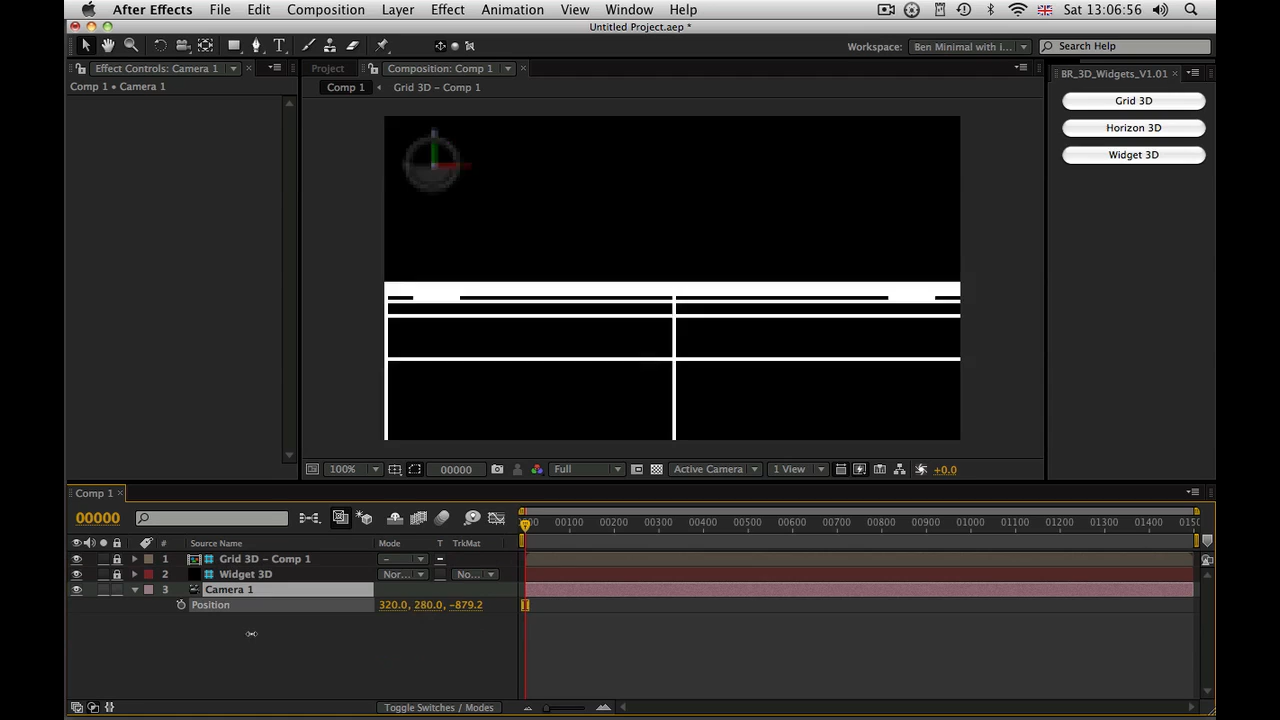 After Effects File Edit Composition Layer Effect Animation View Window Help Sat 13:06:56
Untitled Project.aep *
Workspace: Ben Minimal with i... Search Help
Effect Controls: Camera 1 Project Composition: Comp 1 BR_3D_Widgets_V1.01
Comp 1 • Camera 1 Comp 1 Grid 3D – Comp 1
Grid 3D
Horizon 3D
Widget 3D
100% 00000 Full Active Camera 1 View +0.0
Comp 1
00000
00 00100 00200 00300 00400 00500 00600 00700 00800 00900 01000 01100 01200 01300 01400 0150
# Source Name Mode T TrkMat
1 Grid 3D – Comp 1 –
2 Widget 3D Nor... No...
3 Camera 1
Position 320.0, 280.0, –879.2
Toggle Switches / Modes